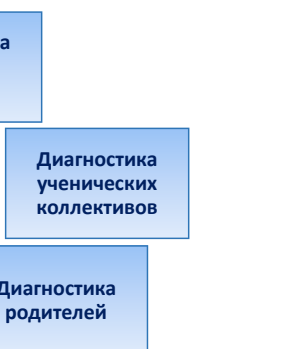 а
Диагностика
ученических
коллективов
Диагностика
родителей